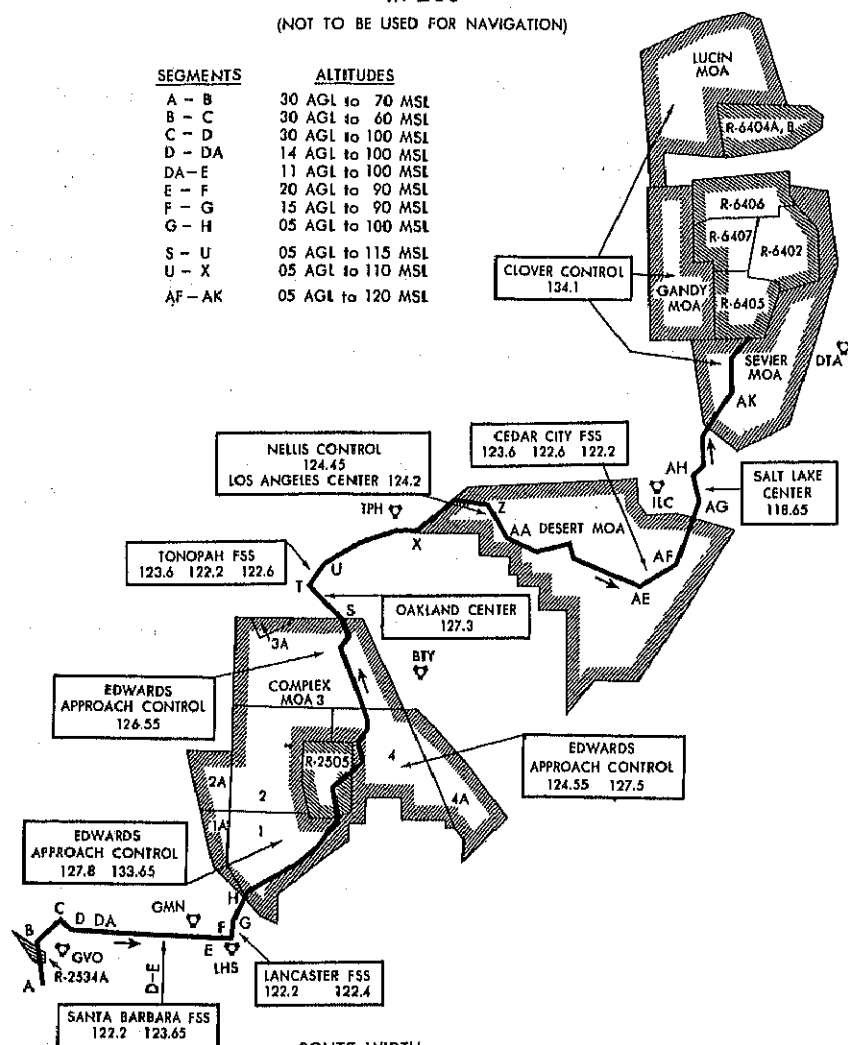 (NOT TO BE USED FOR NAVIGATION)
SEGMENTS ALTITUDES
A - B 30 AGL to 70 MSL
B - C 30 AGL to 60 MSL
C - D 30 AGL to 100 MSL
D - DA 14 AGL to 100 MSL
DA-E 11 AGL to 100 MSL
E - F 20 AGL to 90 MSL
F - G 15 AGL to 90 MSL
G - H 05 AGL to 100 MSL
S - U 05 AGL to 115 MSL
U - X 05 AGL to 110 MSL
AF-AK 05 AGL to 120 MSL
LUCIN
MOA
R-6404A, B
R-6406
R-6407
R-6402
CLOVER CONTROL
134.1
GANDY
MOA
R-6405
SEVIER
MOA
DTA
AK
NELLIS CONTROL
124.45
LOS ANGELES CENTER 124.2
CEDAR CITY FSS
123.6 122.6 122.2
AH
SALT LAKE
CENTER
118.65
ILC
AG
TPH
Z
AA
DESERT MOA
X
TONOPAH FSS
123.6 122.2 122.6
U
T
AF
AE
S
OAKLAND CENTER
127.3
3A
BTY
EDWARDS
APPROACH CONTROL
126.55
COMPLEX
MOA 3
R-2505
4
EDWARDS
APPROACH CONTROL
124.55 127.5
2A
2
4A
1A
1
EDWARDS
APPROACH CONTROL
127.8 133.65
H
GMN
C
D DA
F
G
B
GVO
E
R-2534A
LHS
A
D-E
LANCASTER FSS
122.2 122.4
SANTA BARBARA FSS
122.2 123.65